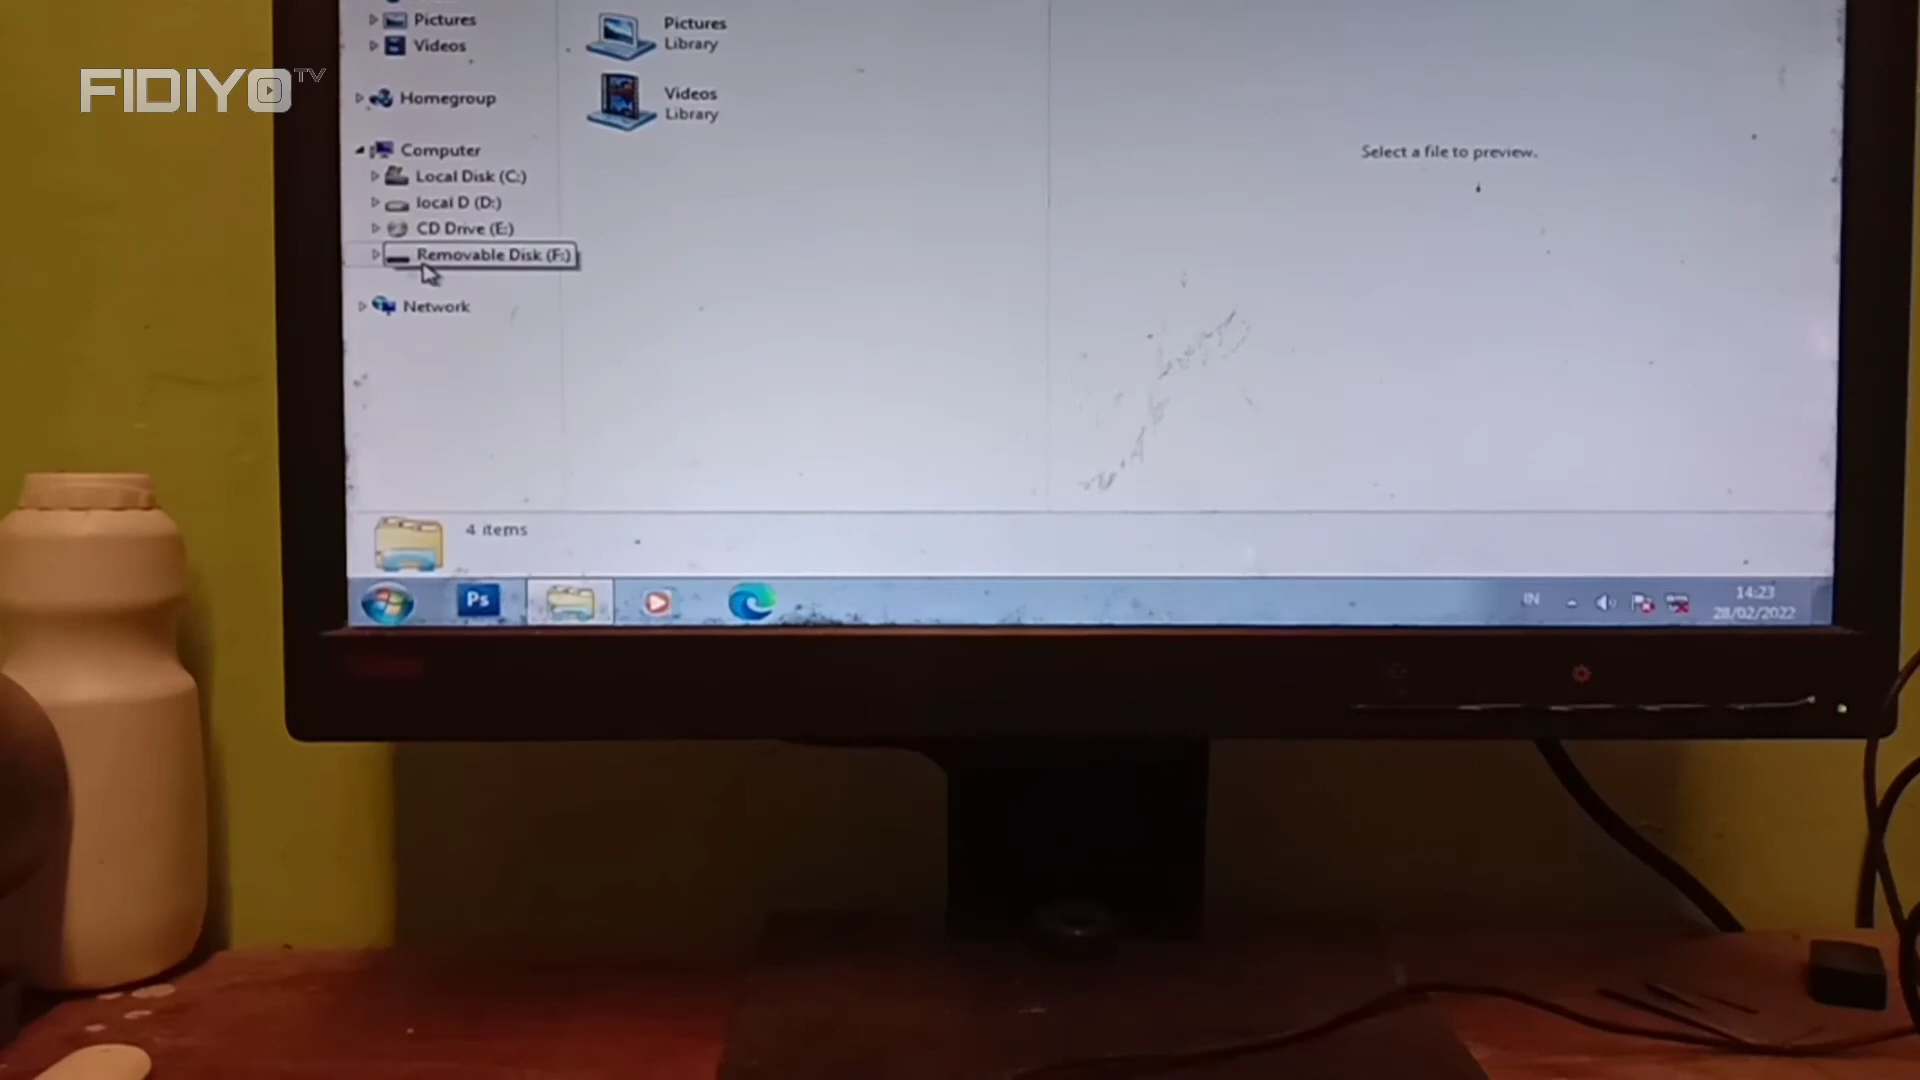 FIDIYO TV
Pictures
Videos
Homegroup
Computer
Local Disk (C:)
local D (D:)
CD Drive (E:)
Removable Disk (F:)
Network
Pictures
Library
Videos
Library
Select a file to preview.
4 items
Ps
IN
14:23
28/02/2022